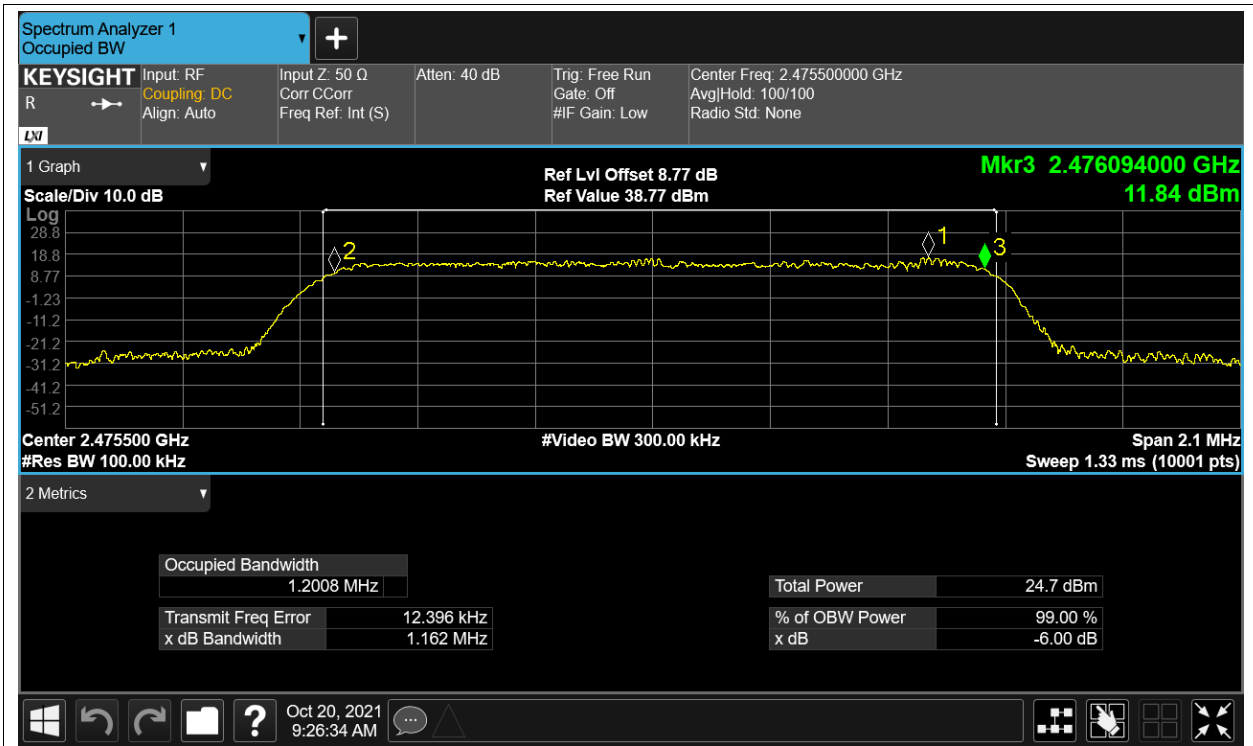 Spectrum Analyzer 1
Occupied BW
+
KEYSIGHT
R
LXI
Input: RF
Coupling: DC
Align: Auto
Input Z: 50 Ω
Corr CCorr
Freq Ref: Int (S)
Atten: 40 dB
Trig: Free Run
Gate: Off
#IF Gain: Low
Center Freq: 2.475500000 GHz
Avg|Hold: 100/100
Radio Std: None
1 Graph
Scale/Div 10.0 dB
Ref Lvl Offset 8.77 dB
Ref Value 38.77 dBm
Mkr3 2.476094000 GHz
11.84 dBm
Log
28.8
18.8
8.77
-1.23
-11.2
-21.2
-31.2
-41.2
-51.2
2
1
3
Center 2.475500 GHz
#Video BW 300.00 kHz
Span 2.1 MHz
#Res BW 100.00 kHz
Sweep 1.33 ms (10001 pts)
2 Metrics
Occupied Bandwidth
1.2008 MHz
Transmit Freq Error 12.396 kHz
x dB Bandwidth 1.162 MHz
Total Power 24.7 dBm
% of OBW Power 99.00 %
x dB -6.00 dB
?
Oct 20, 2021
9:26:34 AM